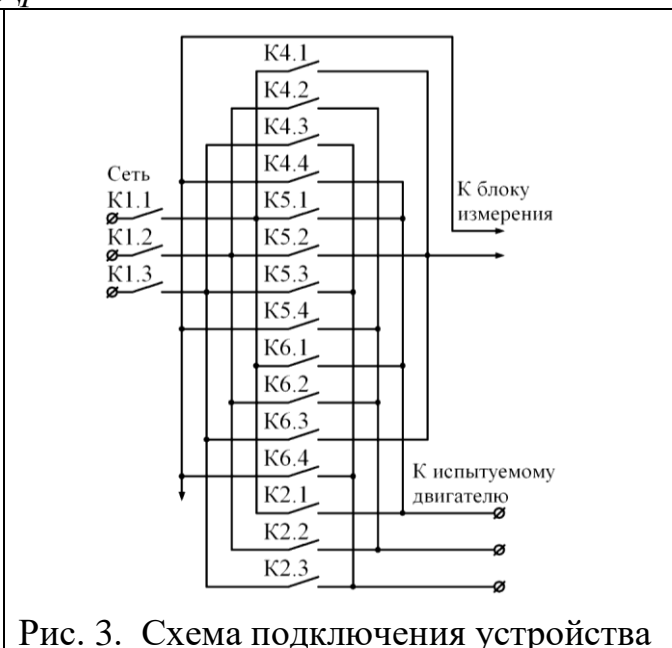 К4.1
К4.2
К4.3
К4.4
Сеть
К1.1
К5.1
К блоку
измерения
К1.2
К5.2
К1.3
К5.3
К5.4
К6.1
К6.2
К6.3
К6.4
К испытуемому
двигателю
К2.1
К2.2
К2.3
Рис. 3. Схема подключения устройства